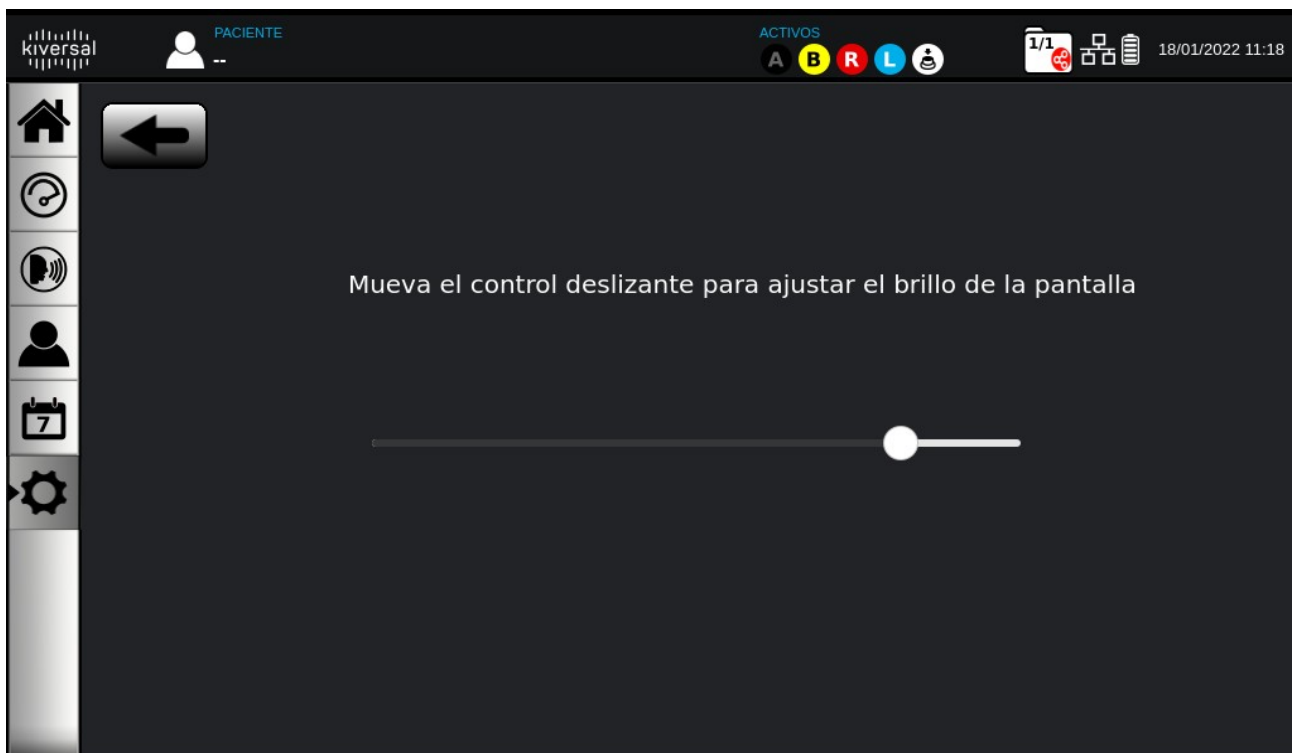 kiversal
PACIENTE
--
ACTIVOS
A B R L
1/1
18/01/2022 11:18
Mueva el control deslizante para ajustar el brillo de la pantalla
7